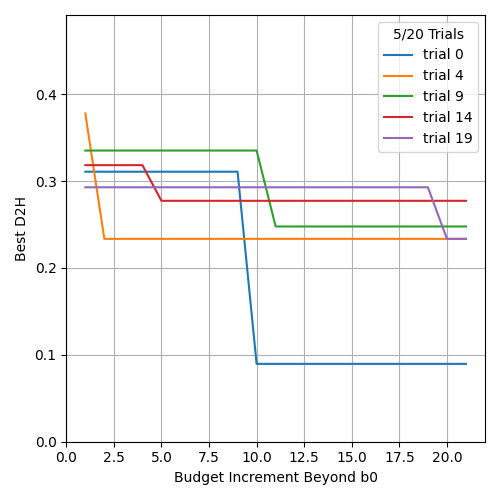 5/20 Trials
trial 0
trial 4
trial 9
trial 14
trial 19
Best D2H
0.4
0.3
0.2
0.1
0.0
0.0 2.5 5.0 7.5 10.0 12.5 15.0 17.5 20.0
Budget Increment Beyond b0